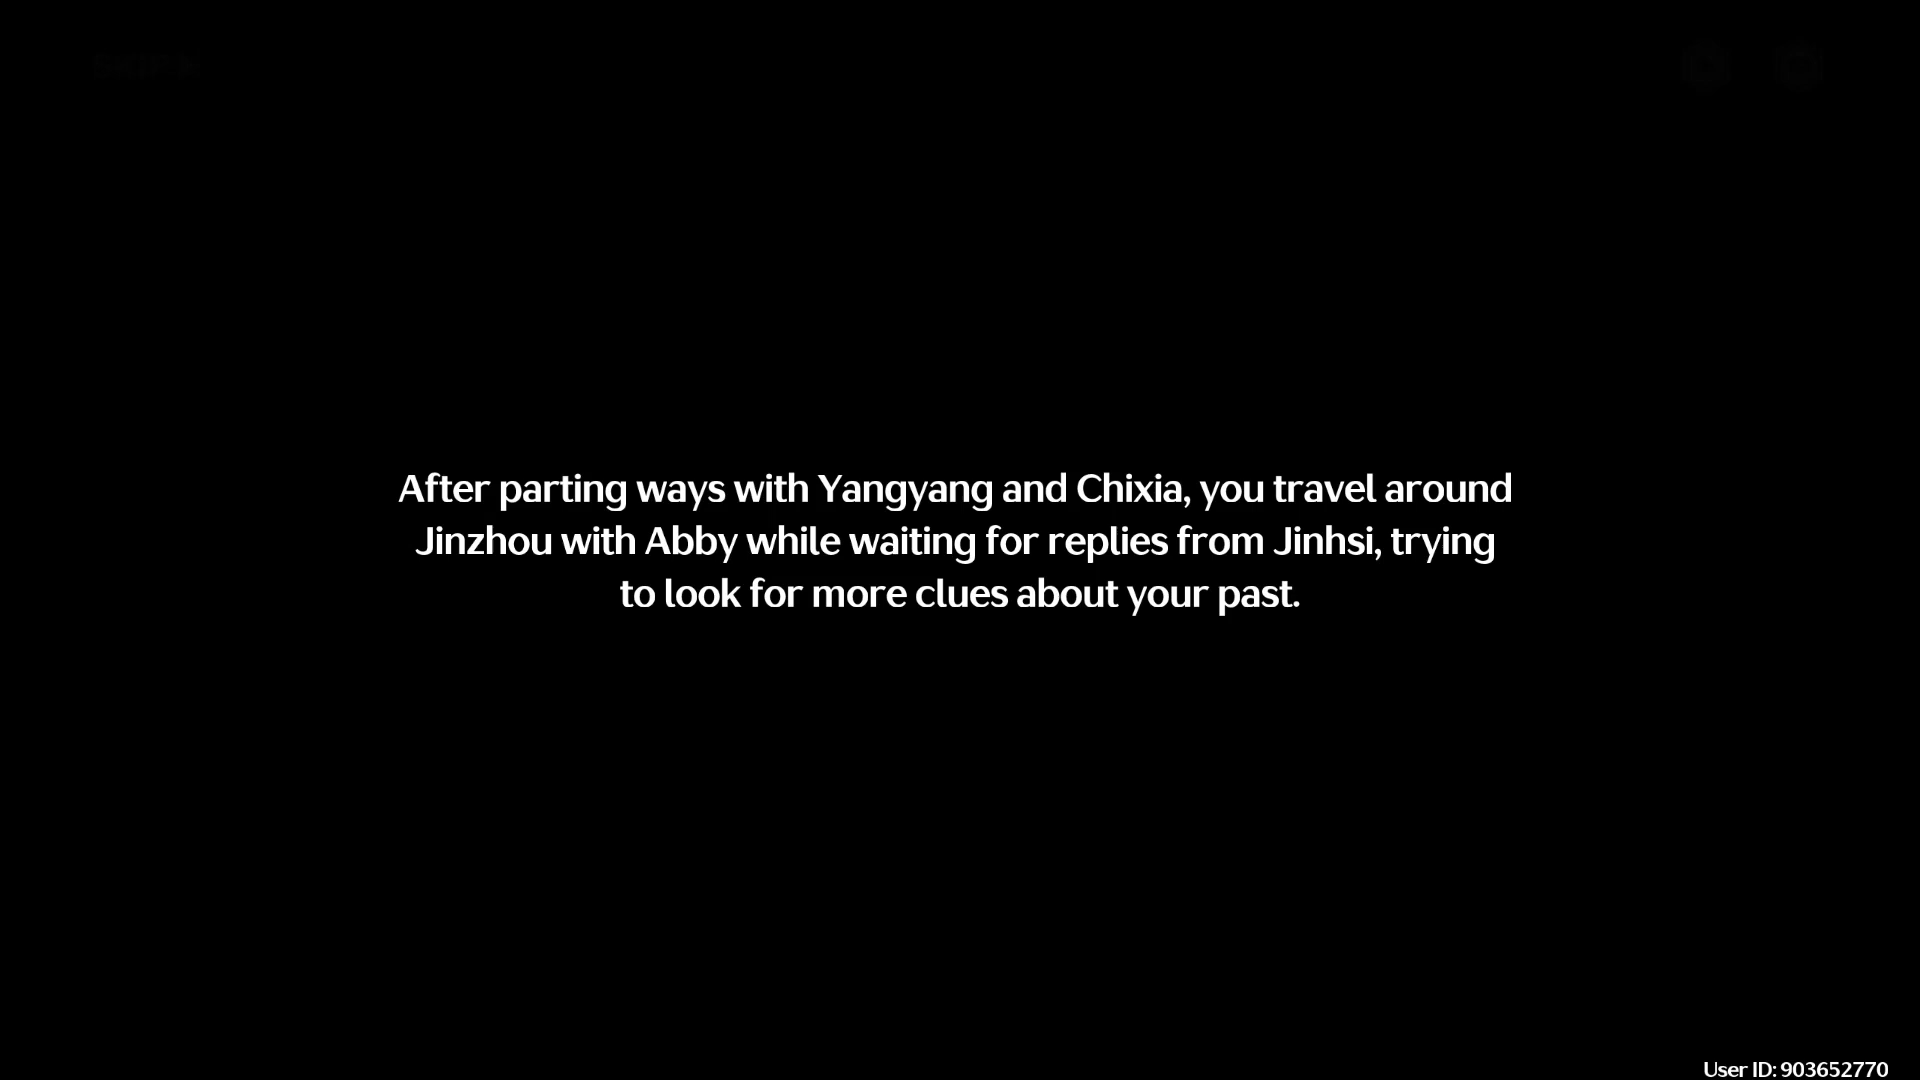 After parting ways with Yangyang and Chixia, you travel around
Jinzhou with Abby while waiting for replies from Jinhsi, trying
to look for more clues about your past.
User ID: 903652770